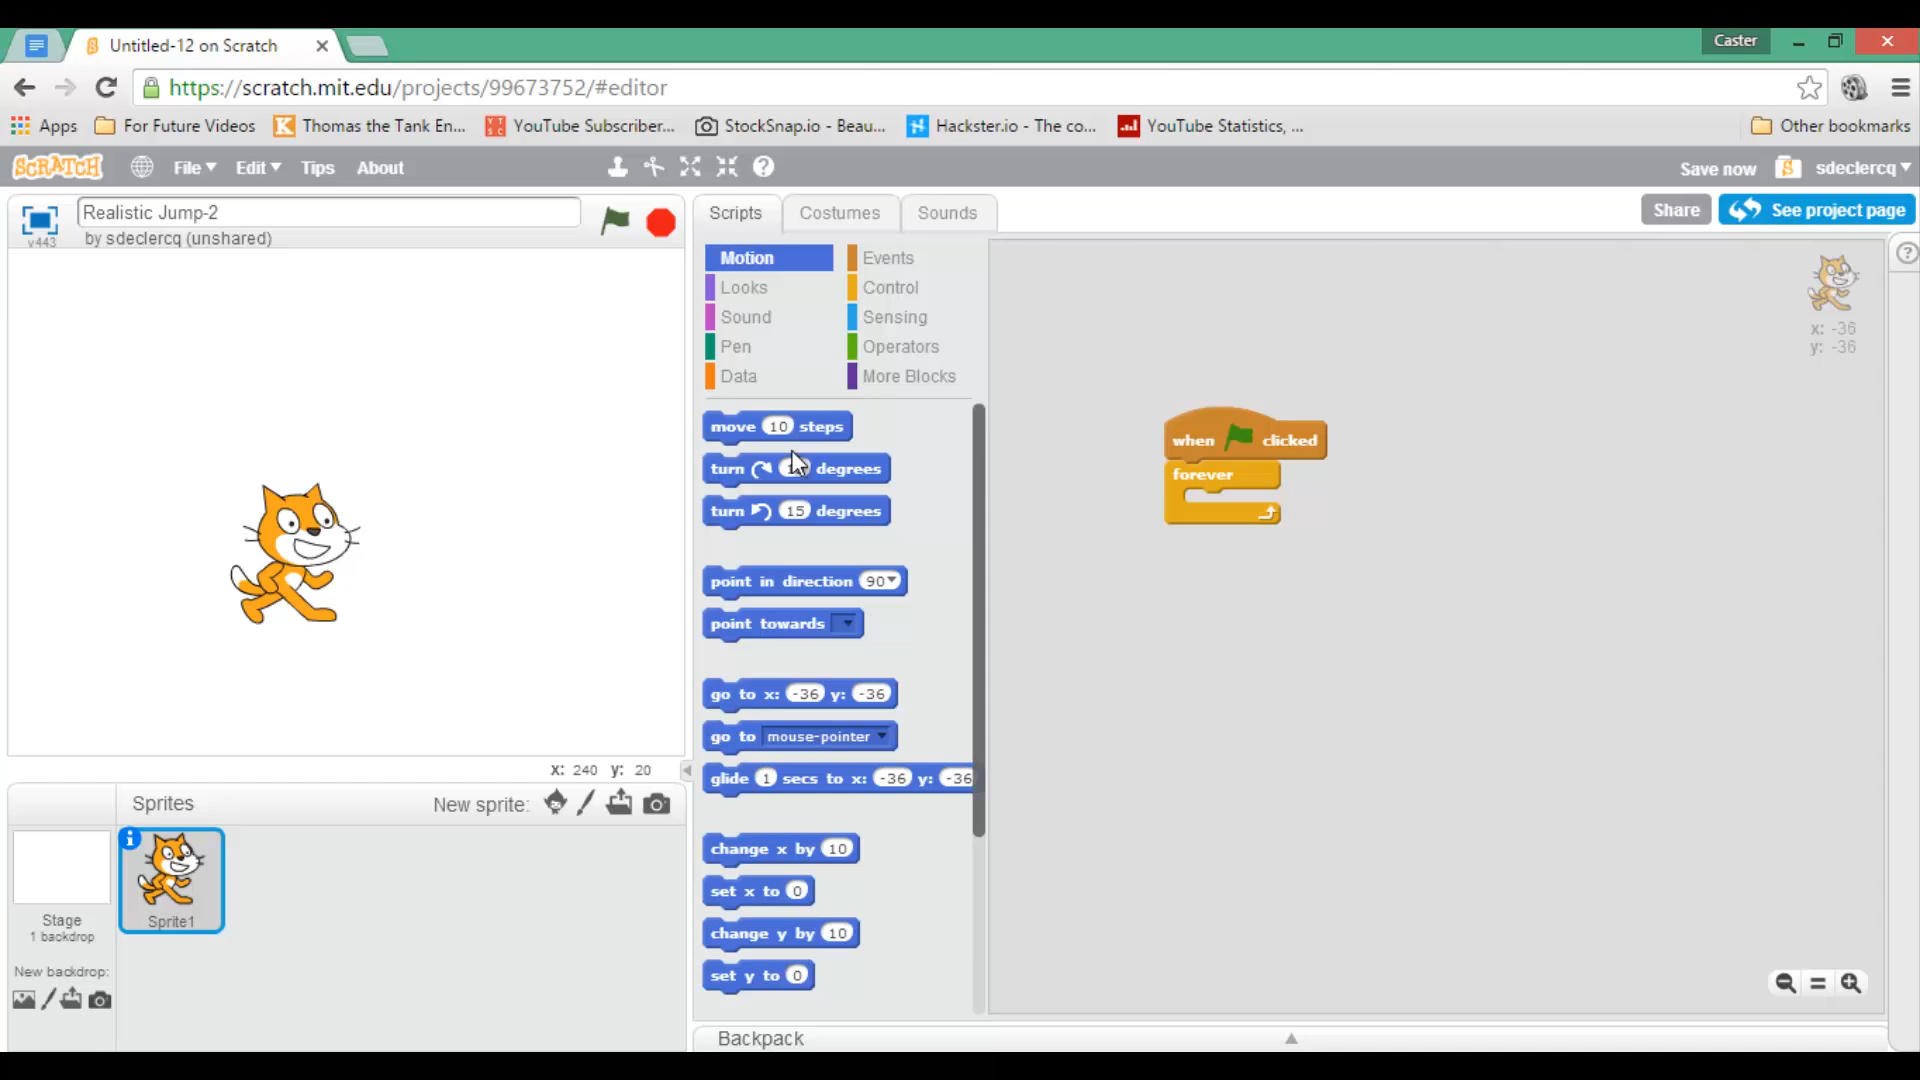 Untitled-12 on Scratch
Caster
https://scratch.mit.edu/projects/99673752/#editor
Apps For Future Videos Thomas the Tank En... YouTube Subscriber... StockSnap.io - Beau... Hackster.io - The co... YouTube Statistics, ... Other bookmarks
SCRATCH File Edit Tips About Save now sdeclercq
Realistic Jump-2
v443
by sdeclercq (unshared)
Scripts Costumes Sounds
Share See project page
Motion Events
Looks Control
Sound Sensing
Pen Operators
Data More Blocks
move 10 steps
turn degrees
turn 15 degrees
point in direction 90
point towards
go to x: -36 y: -36
go to mouse-pointer
glide 1 secs to x: -36 y: -36
change x by 10
set x to 0
change y by 10
set y to 0
when clicked
forever
x: -36
y: -36
x: 240 y: 20
Sprites New sprite:
Sprite1
Stage
1 backdrop
New backdrop:
Backpack